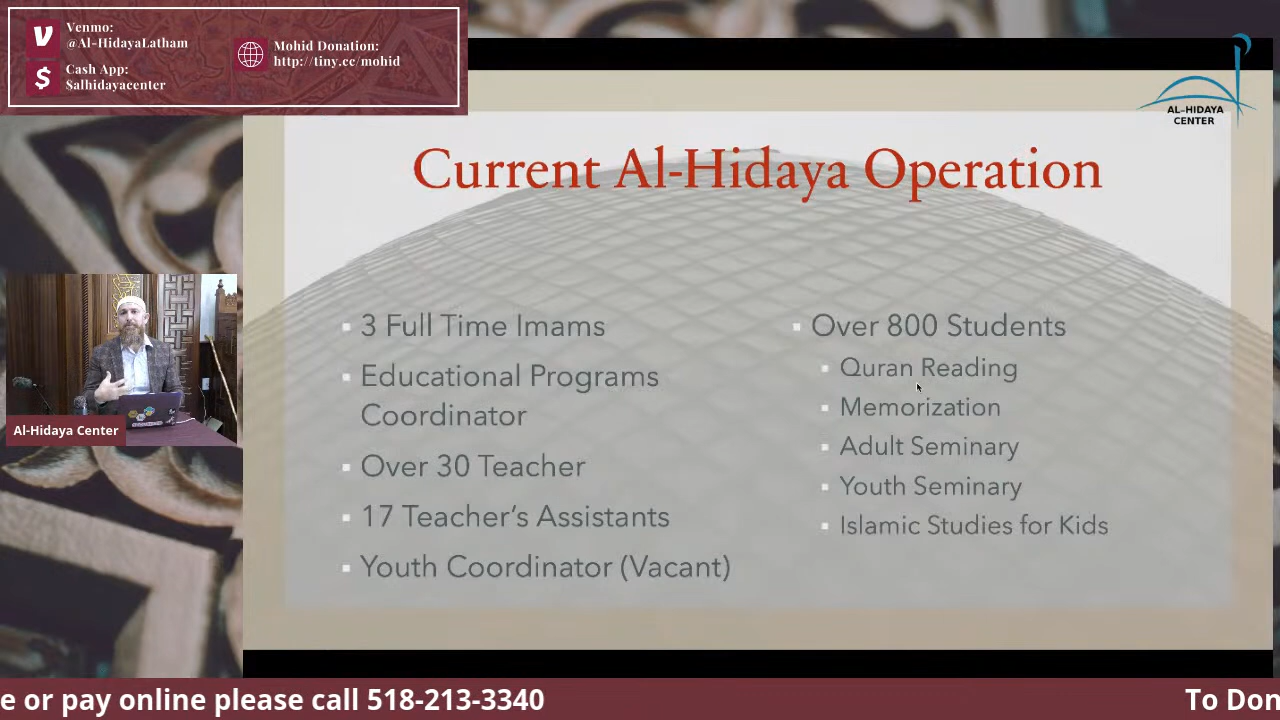 Venmo:
@Al-HidayaLatham
Cash App:
$alhidayacenter
Mohid Donation:
http://tiny.cc/mohid
AL-HIDAYA
CENTER
Current Al-Hidaya Operation
3 Full Time Imams
Educational Programs
Coordinator
Over 30 Teacher
17 Teacher's Assistants
Youth Coordinator (Vacant)
Over 800 Students
Quran Reading
Memorization
Adult Seminary
Youth Seminary
Islamic Studies for Kids
Al-Hidaya Center
e or pay online please call 518-213-3340
To Don